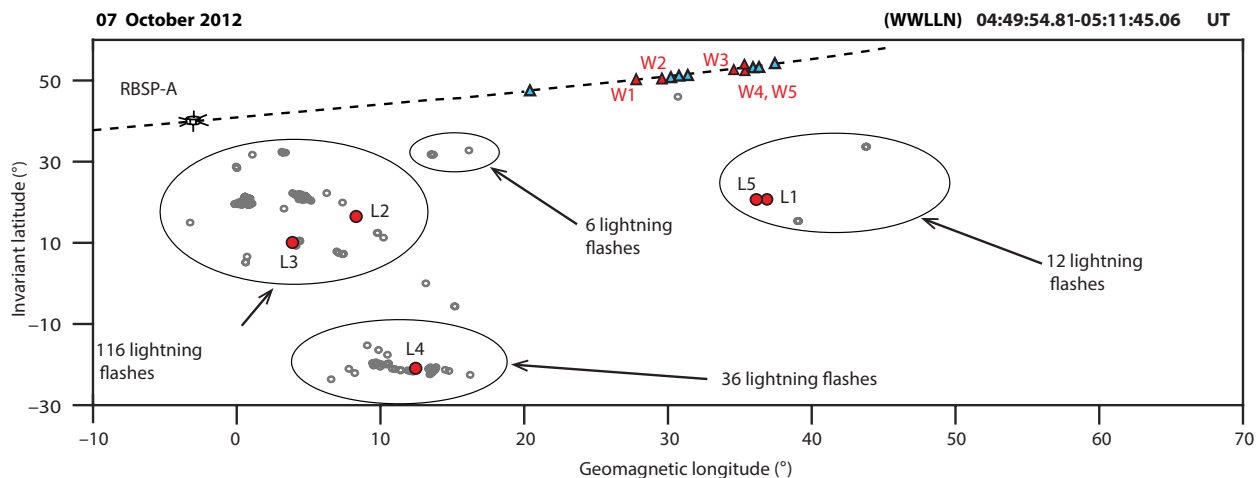 07 October 2012
(WWLLN) 04:49:54.81-05:11:45.06 UT
Invariant latitude (°)
50
30
10
−10
−30
RBSP-A
W1
W2
W3
W4, W5
L2
L3
L5
L1
L4
6 lightning
flashes
12 lightning
flashes
116 lightning
flashes
36 lightning flashes
−10
0
10
20
30
40
50
60
70
Geomagnetic longitude (°)